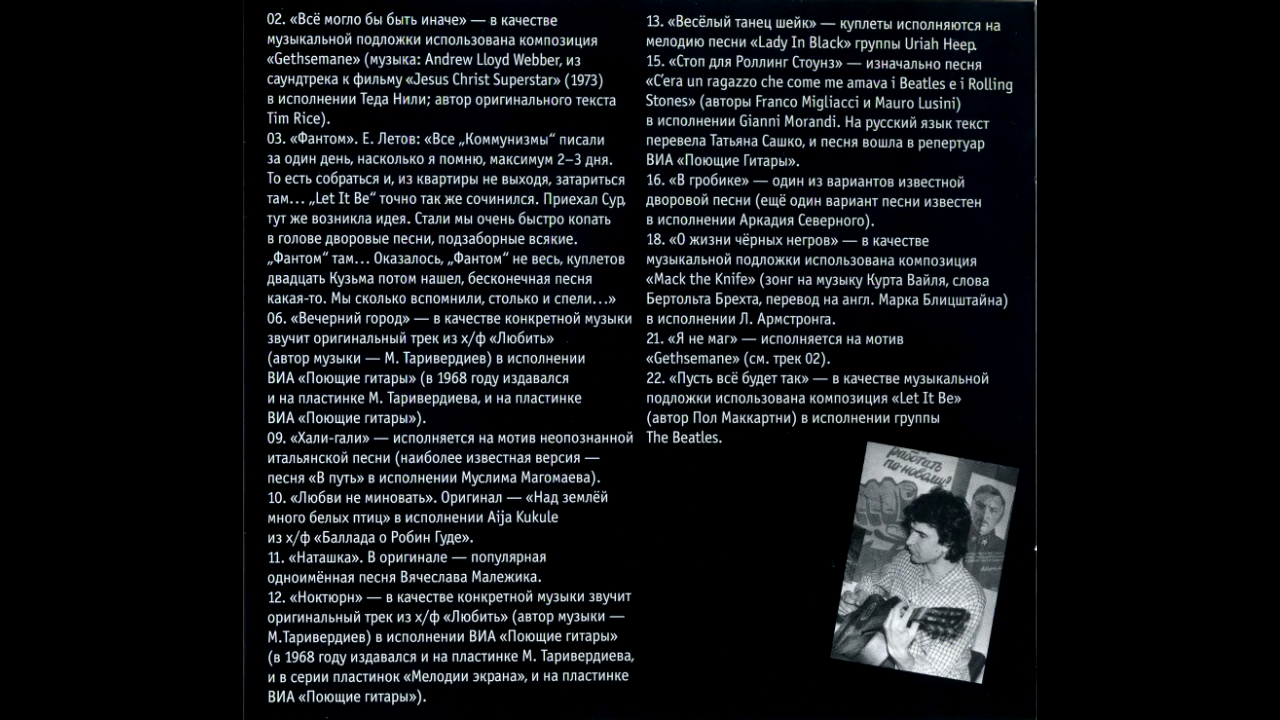 02. «Всё могло бы быть иначе» — в качестве
музыкальной подложки использована композиция
«Gethsemane» (музыка: Andrew Lloyd Webber, из
саундтрека к фильму «Jesus Christ Superstar» (1973)
в исполнении Теда Нили; автор оригинального текста
Tim Rice).
03. «Фантом». Е. Летов: «Все „Коммунизмы“ писали
за один день, насколько я помню, максимум 2–3 дня.
То есть собраться и, из квартиры не выходя, затариться
там... „Let It Be“ точно так же сочинился. Приехал Сур,
тут же возникла идея. Стали мы очень быстро копать
в голове дворовые песни, подзаборные всякие.
„Фантом“ там... Оказалось, „Фантом“ не весь, куплетов
двадцать Кузьма потом нашел, бесконечная песня
какая-то. Мы сколько вспомнили, столько и спели...»
06. «Вечерний город» — в качестве конкретной музыки
звучит оригинальный трек из х/ф «Любить»
(автор музыки — М. Таривердиев) в исполнении
ВИА «Поющие гитары» (в 1968 году издавался
и на пластинке М. Таривердиева, и на пластинке
ВИА «Поющие гитары»).
09. «Хали-гали» — исполняется на мотив неопознанной
итальянской песни (наиболее известная версия —
песня «В путь» в исполнении Муслима Магомаева).
10. «Любви не миновать». Оригинал — «Над землёй
много белых птиц» в исполнении Aija Kukule
из х/ф «Баллада о Робин Гуде».
11. «Наташка». В оригинале — популярная
одноимённая песня Вячеслава Малежика.
12. «Ноктюрн» — в качестве конкретной музыки звучит
оригинальный трек из х/ф «Любить» (автор музыки —
М.Таривердиев) в исполнении ВИА «Поющие гитары»
(в 1968 году издавался и на пластинке М. Таривердиева,
и в серии пластинок «Мелодии экрана», и на пластинке
ВИА «Поющие гитары»).
13. «Весёлый танец шейк» — куплеты исполняются на
мелодию песни «Lady In Black» группы Uriah Heep.
15. «Стоп для Роллинг Стоунз» — изначально песня
«C'era un ragazzo che come me amava i Beatles e i Rolling
Stones» (авторы Franco Migliacci и Mauro Lusini)
в исполнении Gianni Morandi. На русский язык текст
перевела Татьяна Сашко, и песня вошла в репертуар
ВИА «Поющие Гитары».
16. «В гробике» — один из вариантов известной
дворовой песни (ещё один вариант песни известен
в исполнении Аркадия Северного).
18. «О жизни чёрных негров» — в качестве
музыкальной подложки использована композиция
«Mack the Knife» (зонг на музыку Курта Вайля, слова
Бертольта Брехта, перевод на англ. Марка Блицштайна)
в исполнении Л. Армстронга.
21. «Я не маг» — исполняется на мотив
«Gethsemane» (см. трек 02).
22. «Пусть всё будет так» — в качестве музыкальной
подложки использована композиция «Let It Be»
(автор Пол Маккартни) в исполнении группы
The Beatles.
работать
по-новому?